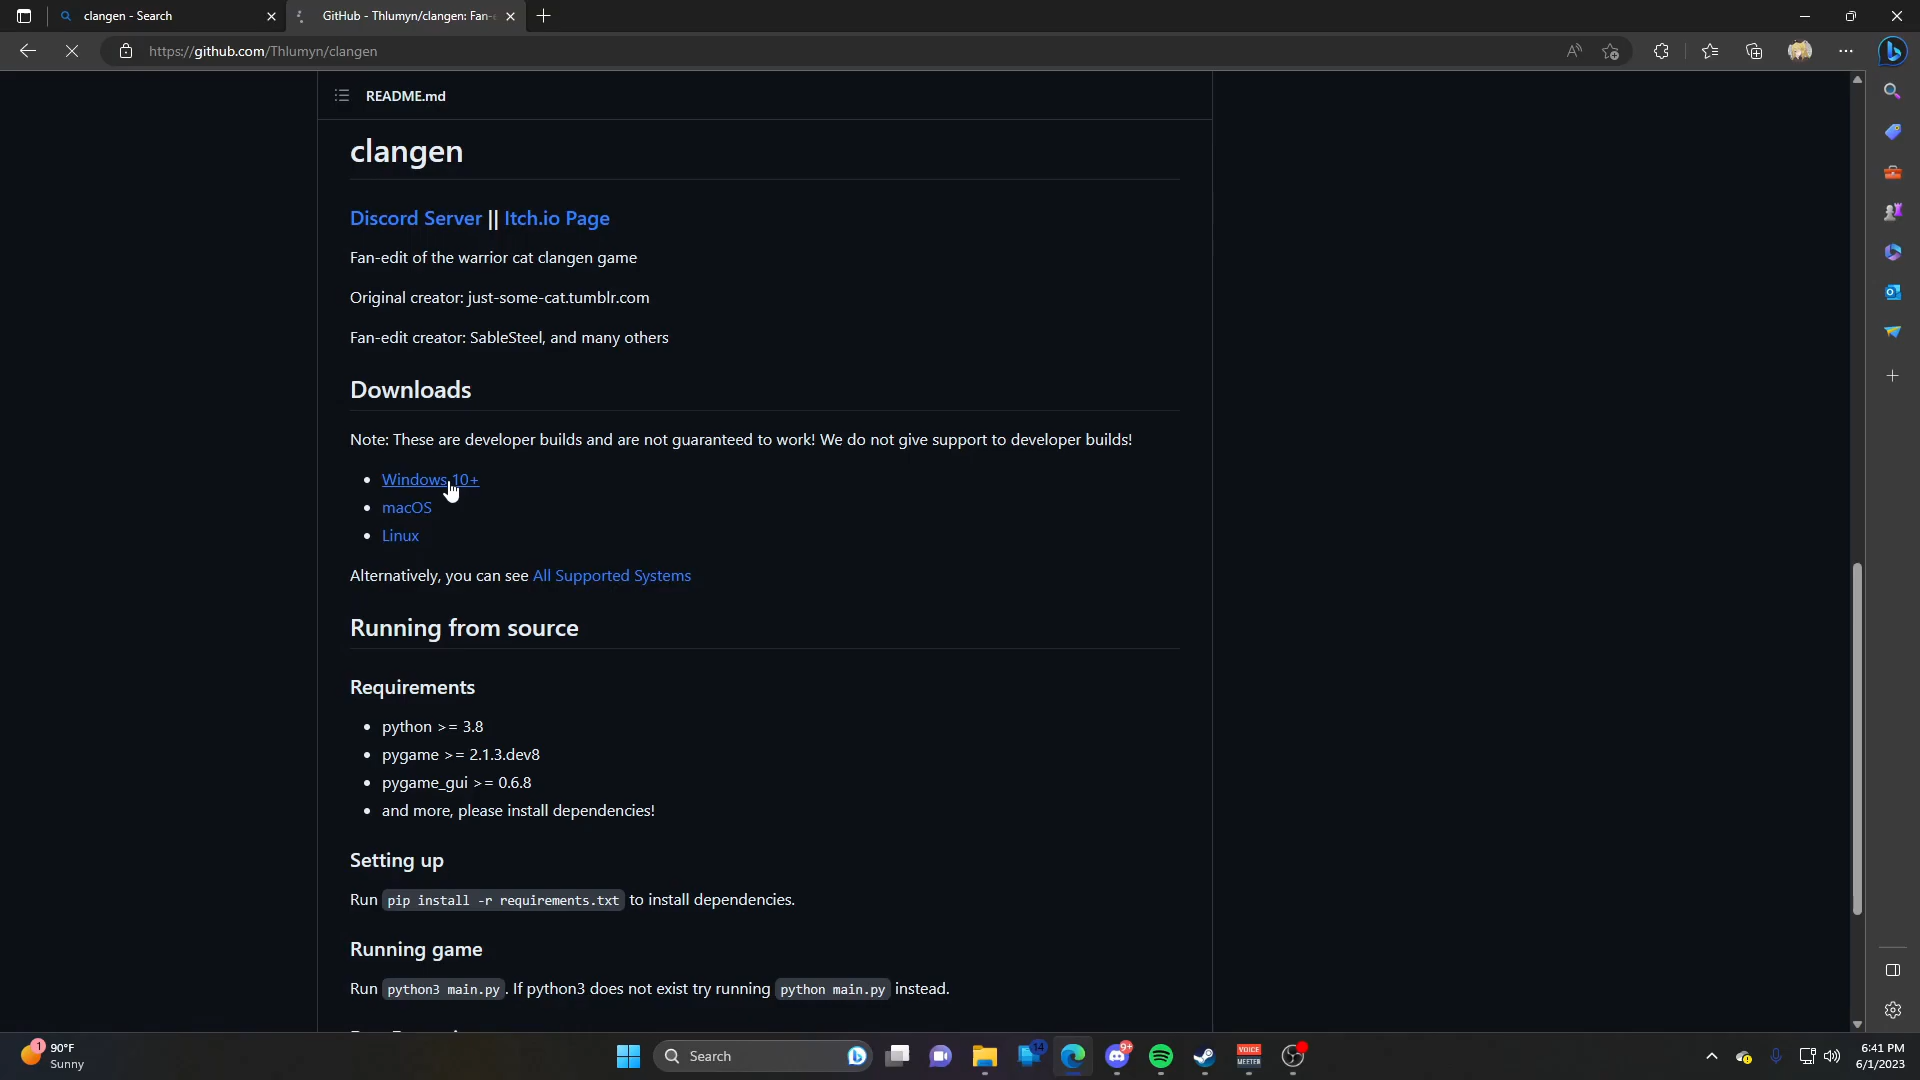 clangen - Search
GitHub - Thlumyn/clangen: Fan-e
https://github.com/Thlumyn/clangen
README.md
clangen
Discord Server || Itch.io Page
Fan-edit of the warrior cat clangen game
Original creator: just-some-cat.tumblr.com
Fan-edit creator: SableSteel, and many others
Downloads
Note: These are developer builds and are not guaranteed to work! We do not give support to developer builds!
Windows 10+
macOS
Linux
Alternatively, you can see All Supported Systems
Running from source
Requirements
python >= 3.8
pygame >= 2.1.3.dev8
pygame_gui >= 0.6.8
and more, please install dependencies!
Setting up
Run pip install -r requirements.txt to install dependencies.
Running game
Run python3 main.py. If python3 does not exist try running python main.py instead.
1
90°F
Sunny
Search
14
9+
VOICE
MEETER
6:41 PM
6/1/2023